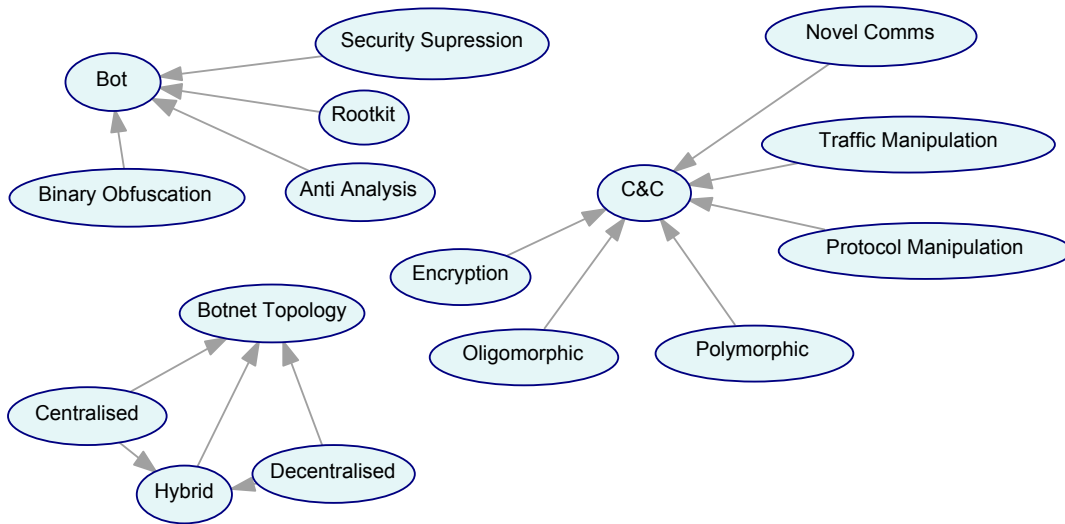 Security Supression
Bot
Rootkit
Binary Obfuscation
Anti Analysis
Novel Comms
Traffic Manipulation
C&C
Protocol Manipulation
Encryption
Oligomorphic
Polymorphic
Botnet Topology
Centralised
Hybrid
Decentralised